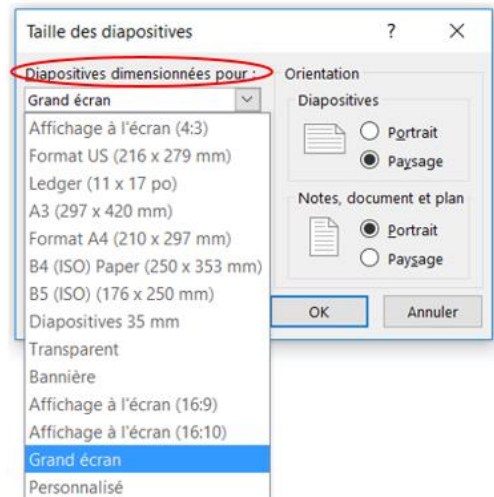 Taille des diapositives ? ×
Diapositives dimensionnées pour :
Grand écran
Affichage à l'écran (4:3)
Format US (216 x 279 mm)
Ledger (11 x 17 po)
A3 (297 x 420 mm)
Format A4 (210 x 297 mm)
B4 (ISO) Paper (250 x 353 mm)
B5 (ISO) (176 x 250 mm)
Diapositives 35 mm
Transparent
Bannière
Affichage à l'écran (16:9)
Affichage à l'écran (16:10)
Grand écran
Personnalisé
Orientation
Diapositives
Portrait
Paysage
Notes, document et plan
Portrait
Paysage
OK
Annuler